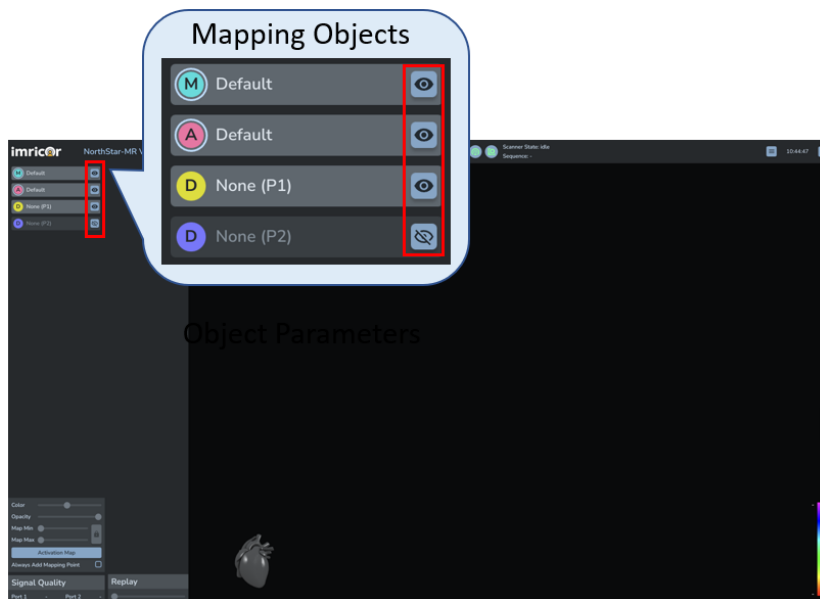 Mapping Objects
M Default
A Default
D None (P1)
D None (P2)
imricor NorthStar-MR V
Scanner State: idle
Sequence: -
10:44:47
M Default
A Default
D None (P1)
D None (P2)
Object Parameters
Color
Opacity
Map Min
Map Max
Activation Map
Always Add Mapping Point
Signal Quality
Replay
Port 1 - Port 2 -